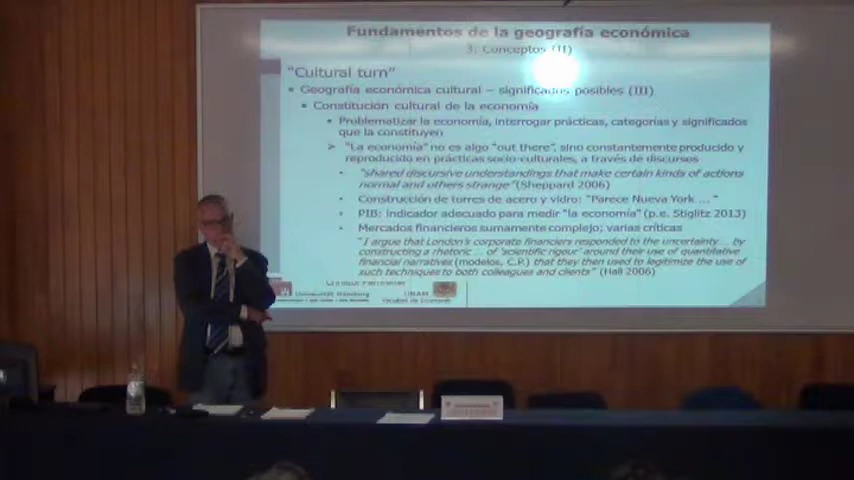 Fundamentos de la geografía económica
3: Conceptos (II)
"Cultural turn"
Geografía económica cultural – significados posibles (III)
Constitución cultural de la economía
Problematizar la economía, interrogar prácticas, categorías y significados
que la constituyen
"La economía" no es algo "out there", sino constantemente producido y
reproducido en prácticas socio-culturales, a través de discursos
"shared discursive understandings that make certain kinds of actions
normal and others strange" (Sheppard 2006)
Construcción de torres de acero y vidro: "Parece Nueva York ... "
PIB: indicador adecuado para medir "la economía" (p.e. Stiglitz 2013)
Mercados financieros sumamente complejo; varias críticas
"I argue that London's corporate financiers responded to the uncertainty... by
constructing a rhetoric ... of 'scientific rigour' around their use of quantitative
financial narratives (modelos, C.P.) that they then used to legitimize the use of
such techniques to both colleagues and clients" (Hall 2006)
Universität Hamburg
UNAM
Facultad de Economía